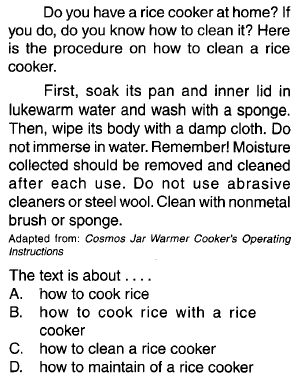 Do you have a rice cooker at home? If
you do, do you know how to clean it? Here
is the procedure on how to clean a rice
cooker.
First, soak its pan and inner lid in
lukewarm water and wash with a sponge.
Then, wipe its body with a damp cloth. Do
not immerse in water. Remember! Moisture
collected should be removed and cleaned
after each use. Do not use abrasive
cleaners or steel wool. Clean with nonmetal
brush or sponge.
Adapted from: Cosmos Jar Warmer Cooker's Operating
Instructions
The text is about ....
A. how to cook rice
B. how to cook rice with a rice
cooker
C. how to clean a rice cooker
D. how to maintain of a rice cooker